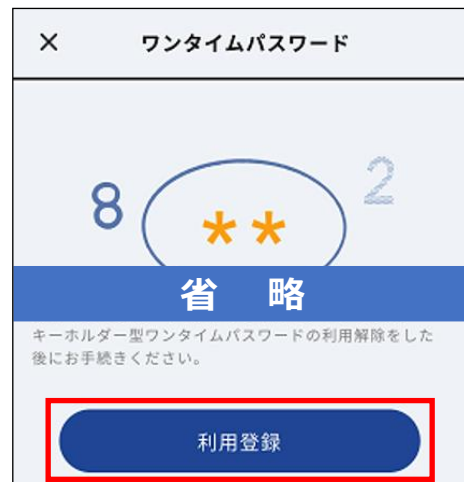 × ワンタイムパスワード
8 ** 2
省 略
キーホルダー型ワンタイムパスワードの利用解除をした
後にお手続きください。
利用登録